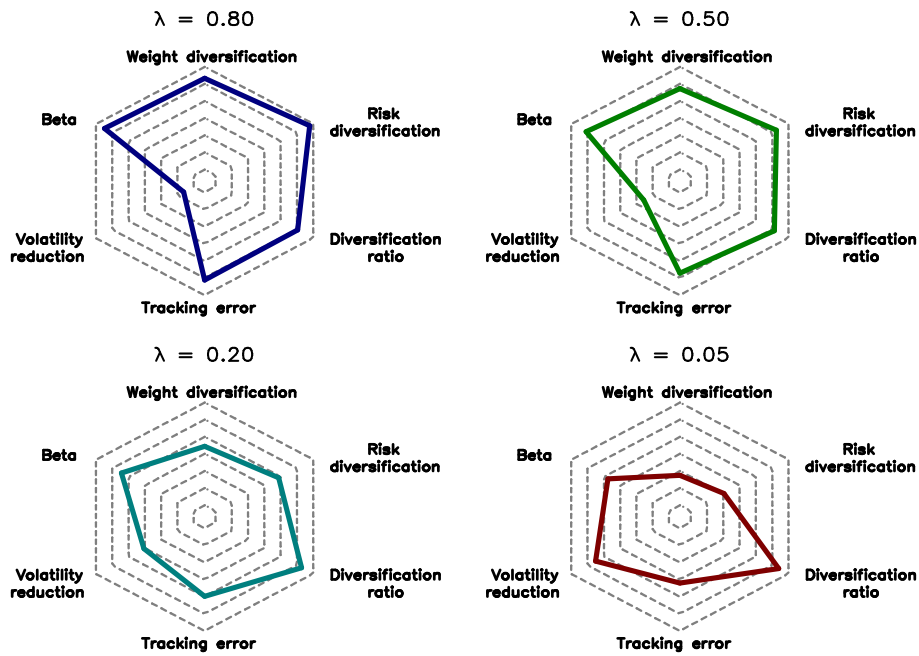 λ = 0.80
Weight diversification
Beta
Risk
diversification
Volatility
reduction
Diversification
ratio
Tracking error
λ = 0.50
Weight diversification
Beta
Risk
diversification
Volatility
reduction
Diversification
ratio
Tracking error
λ = 0.20
Weight diversification
Beta
Risk
diversification
Volatility
reduction
Diversification
ratio
Tracking error
λ = 0.05
Weight diversification
Beta
Risk
diversification
Volatility
reduction
Diversification
ratio
Tracking error